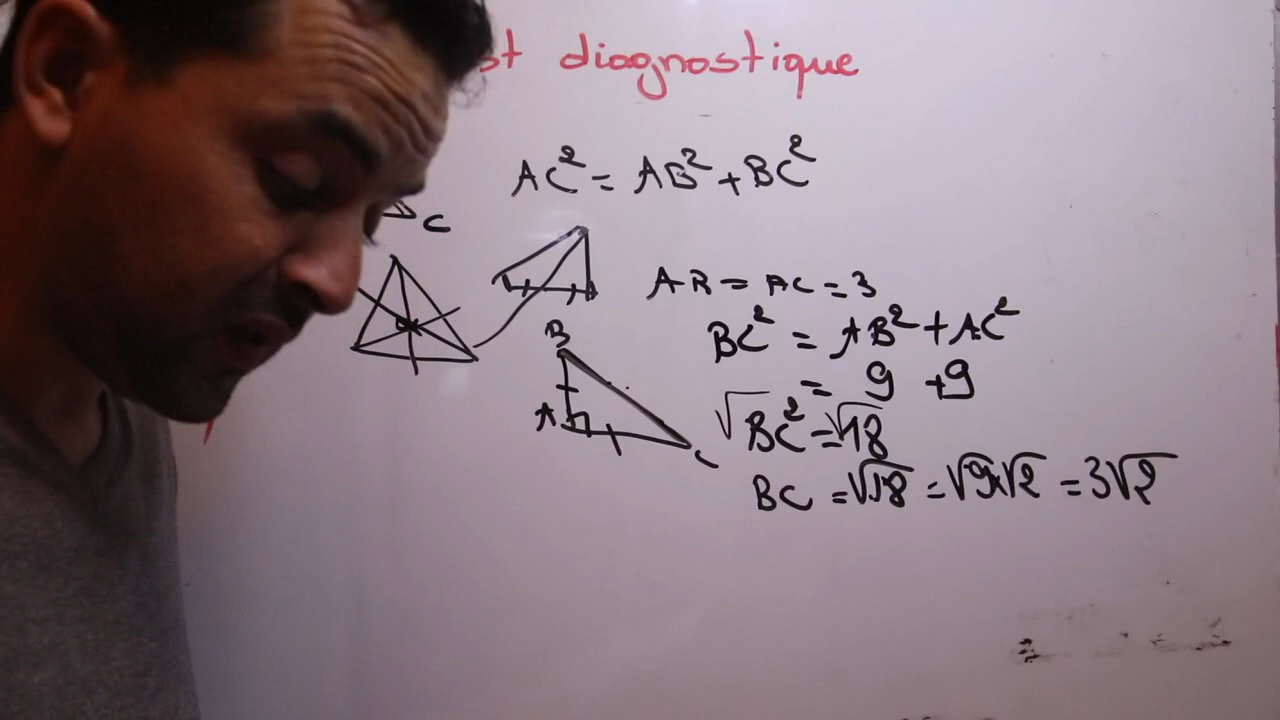 st diagnostique
AC² = AB² + BC²
C
AB = AC = 3
BC² = AB² + AC²
B
= 9 + 9
A
√BC² = √18
C
BC = √18 = √9x√2 = 3√2